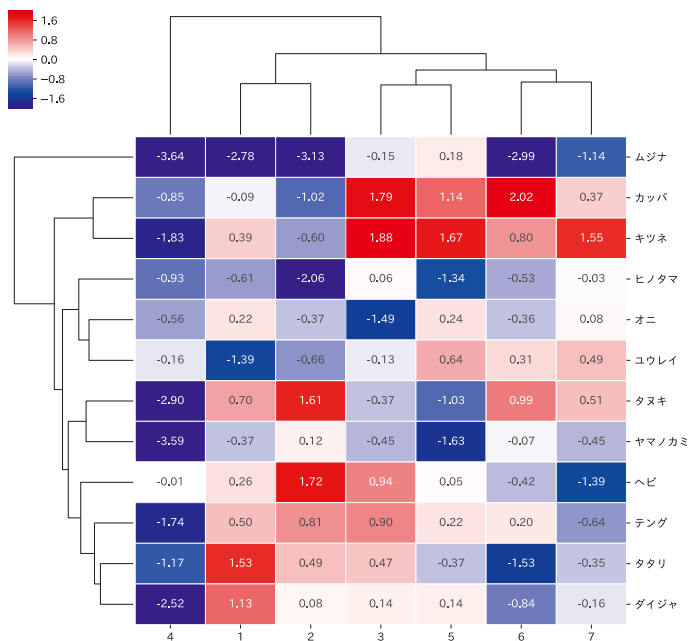 1.6
0.8
0.0
−0.8
−1.6
-3.64 -2.78 -3.13 -0.15 0.18 -2.99 -1.14 ムジナ
-0.85 -0.09 -1.02 1.79 1.14 2.02 0.37 カッパ
-1.83 0.39 -0.60 1.88 1.67 0.80 1.55 キツネ
-0.93 -0.61 -2.06 0.06 -1.34 -0.53 -0.03 ヒノタマ
-0.56 0.22 -0.37 -1.49 0.24 -0.36 0.08 オニ
-0.16 -1.39 -0.66 -0.13 0.64 0.31 0.49 ユウレイ
-2.90 0.70 1.61 -0.37 -1.03 0.99 0.51 タヌキ
-3.59 -0.37 0.12 -0.45 -1.63 -0.07 -0.45 ヤマノカミ
-0.01 0.26 1.72 0.94 0.05 -0.42 -1.39 ヘビ
-1.74 0.50 0.81 0.90 0.22 0.20 -0.64 テング
-1.17 1.53 0.49 0.47 -0.37 -1.53 -0.35 タタリ
-2.52 1.13 0.08 0.14 0.14 -0.84 -0.16 ダイジャ
4 1 2 3 5 6 7